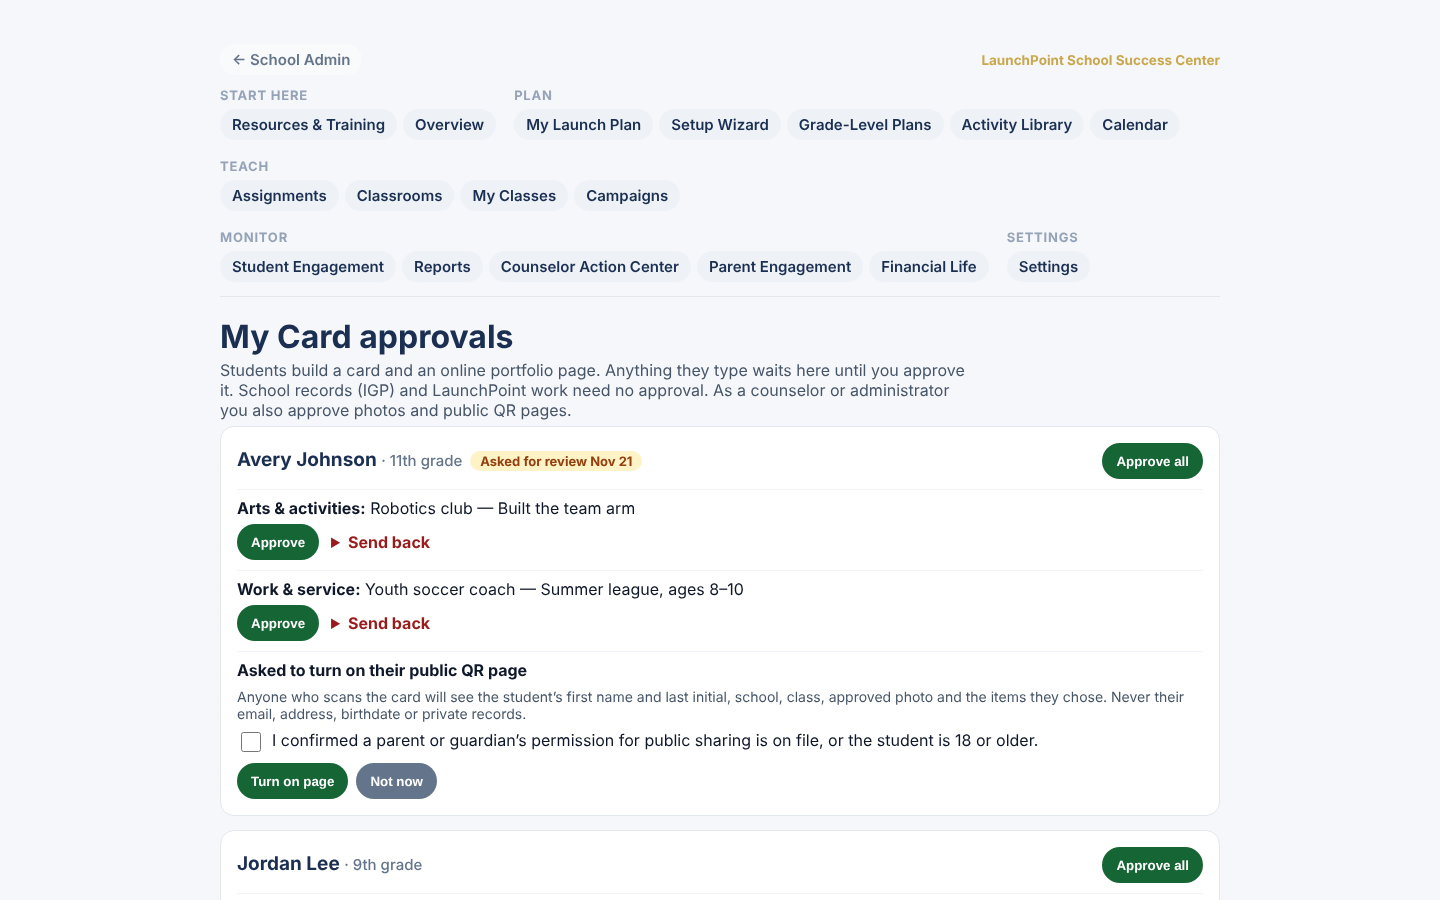 ← School Admin
LaunchPoint School Success Center
START HERE
Resources & Training
Overview
PLAN
My Launch Plan
Setup Wizard
Grade-Level Plans
Activity Library
Calendar
TEACH
Assignments
Classrooms
My Classes
Campaigns
MONITOR
Student Engagement
Reports
Counselor Action Center
Parent Engagement
Financial Life
SETTINGS
Settings
My Card approvals
Students build a card and an online portfolio page. Anything they type waits here until you approve
it. School records (IGP) and LaunchPoint work need no approval. As a counselor or administrator
you also approve photos and public QR pages.
Avery Johnson · 11th grade Asked for review Nov 21
Approve all
Arts & activities: Robotics club — Built the team arm
Approve ▶ Send back
Work & service: Youth soccer coach — Summer league, ages 8–10
Approve ▶ Send back
Asked to turn on their public QR page
Anyone who scans the card will see the student’s first name and last initial, school, class, approved photo and the items they chose. Never their
email, address, birthdate or private records.
I confirmed a parent or guardian’s permission for public sharing is on file, or the student is 18 or older.
Turn on page Not now
Jordan Lee · 9th grade
Approve all